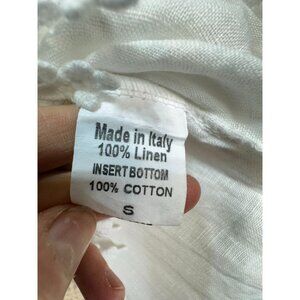 Made in Italy
100% Linen
INSERT BOTTOM
100% COTTON
S